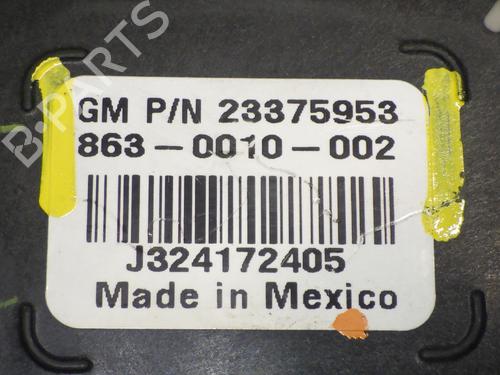 B-PARTS
GM P/N 23375953
863-0010-002
J324172405
Made in Mexico